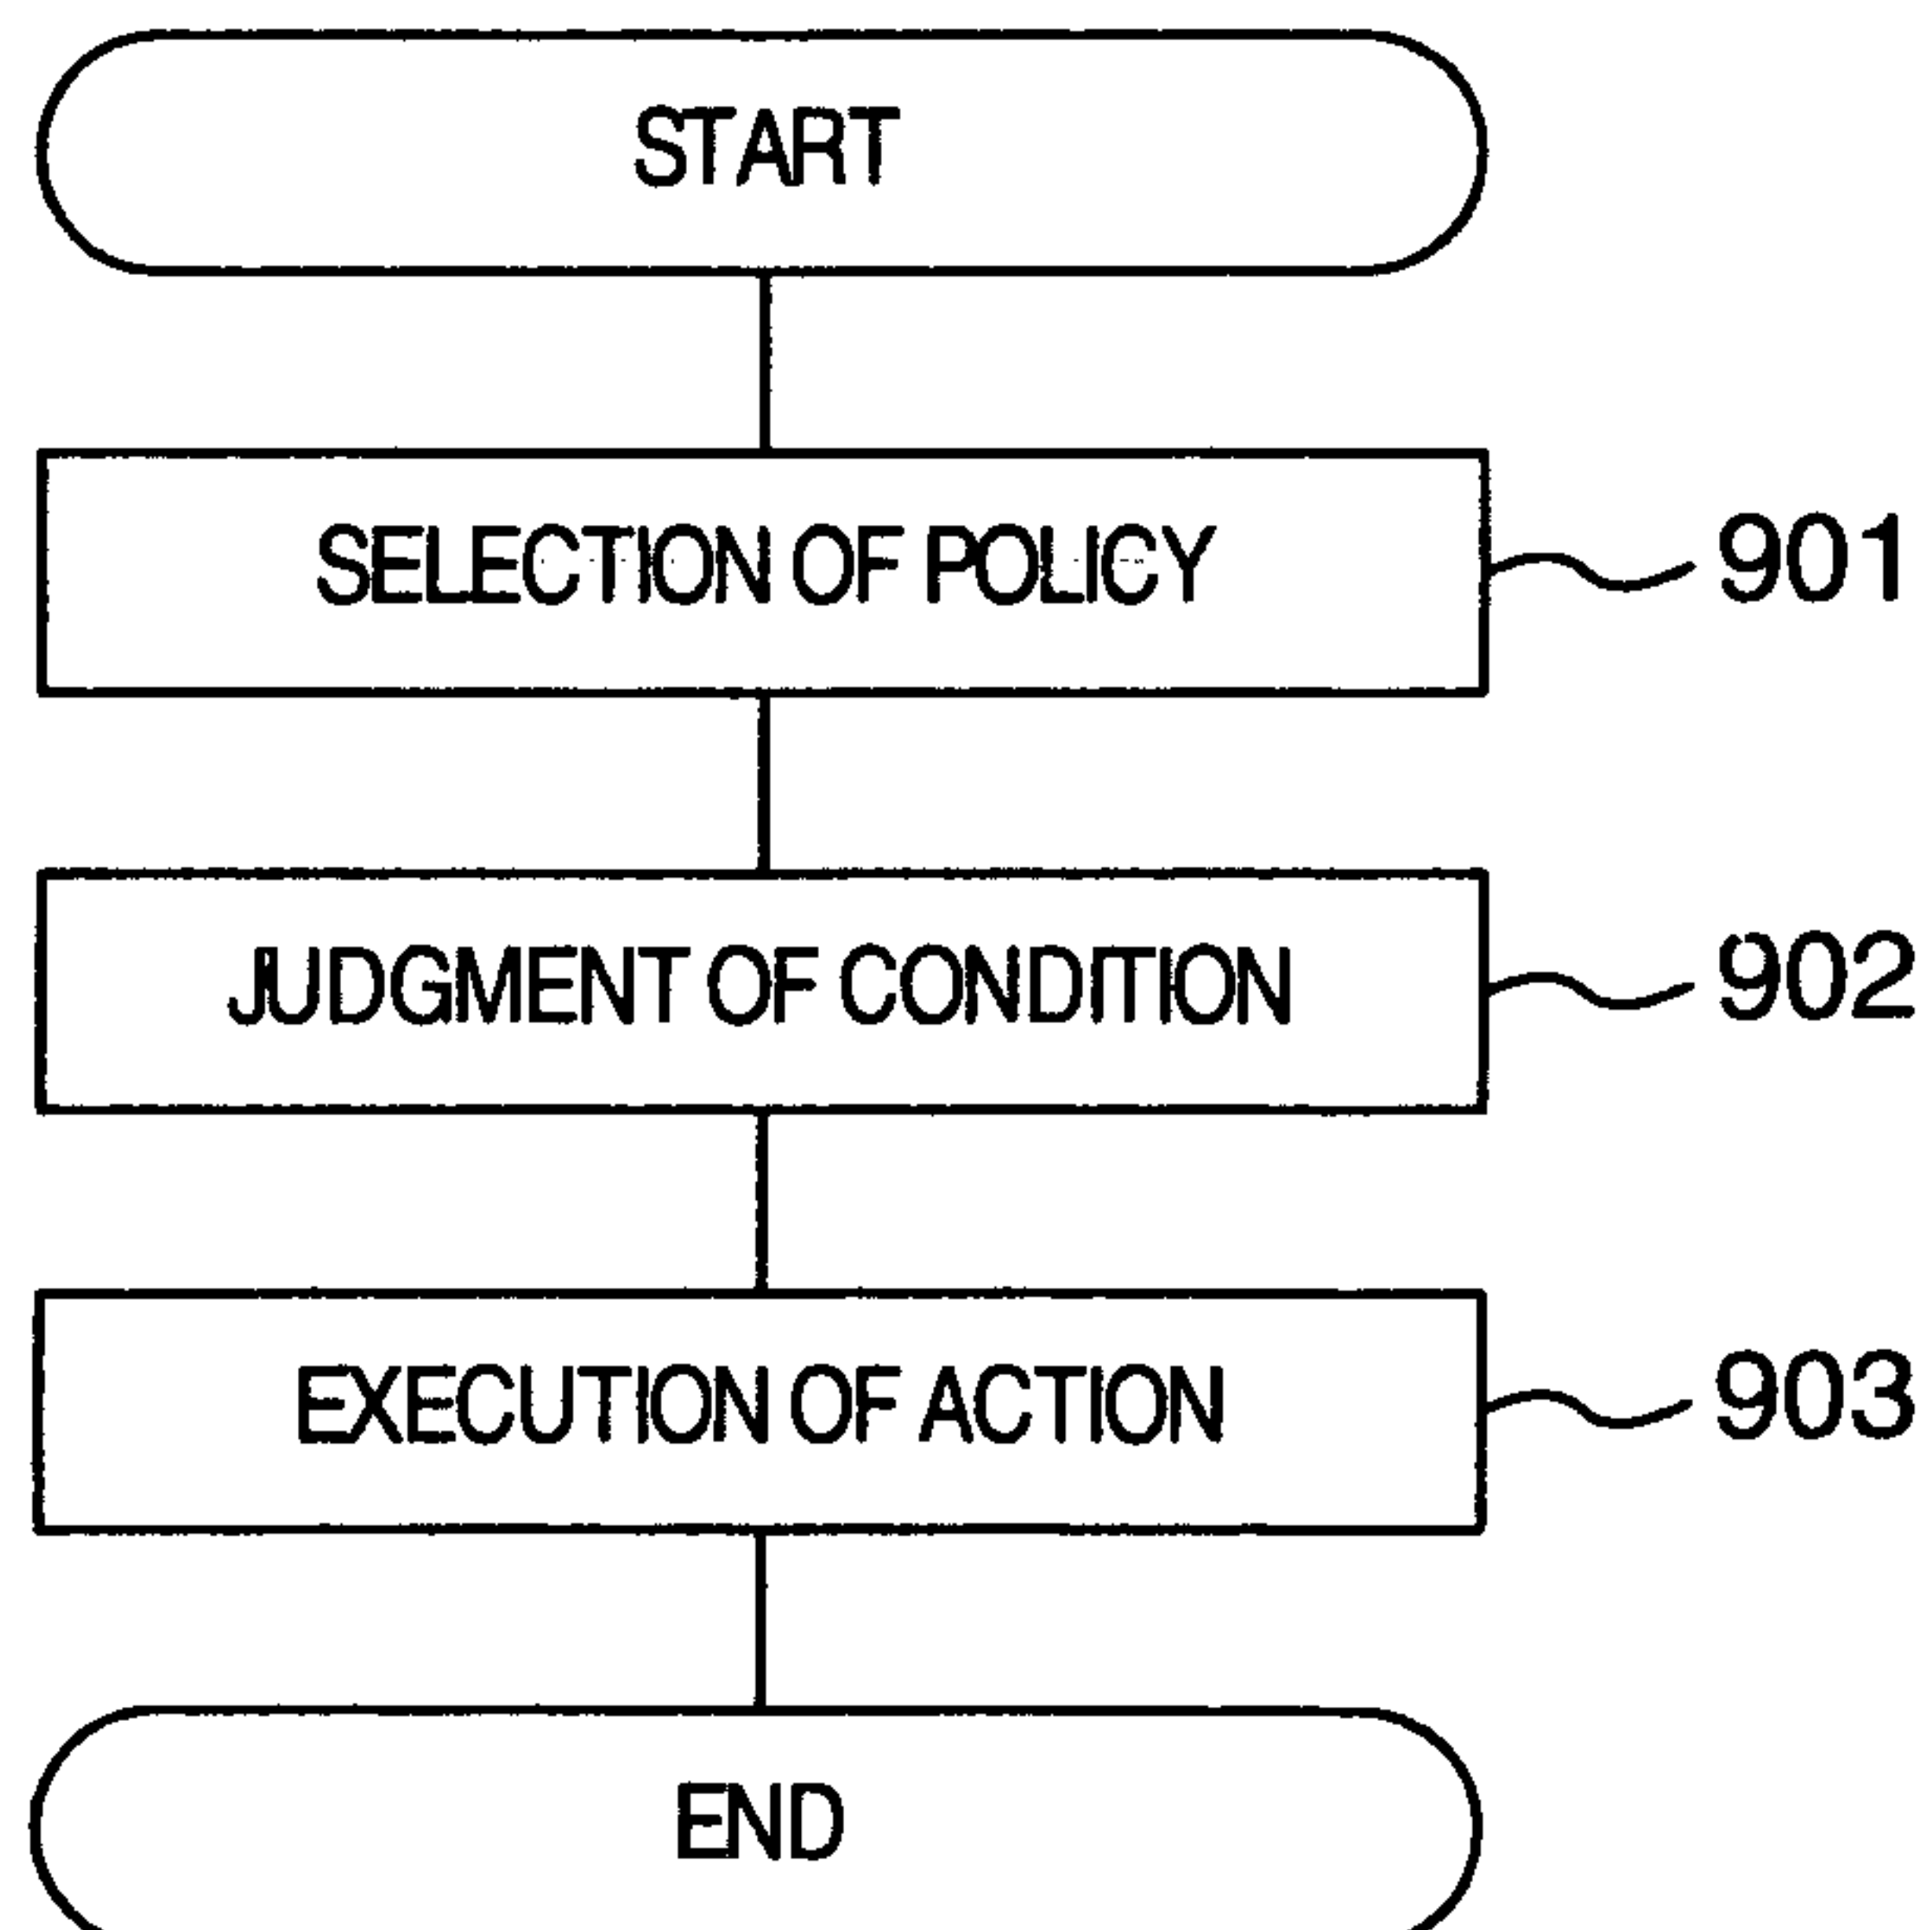 START
SELECTION OF POLICY
901
JUDGMENT OF CONDITION
902
EXECUTION OF ACTION
903
END